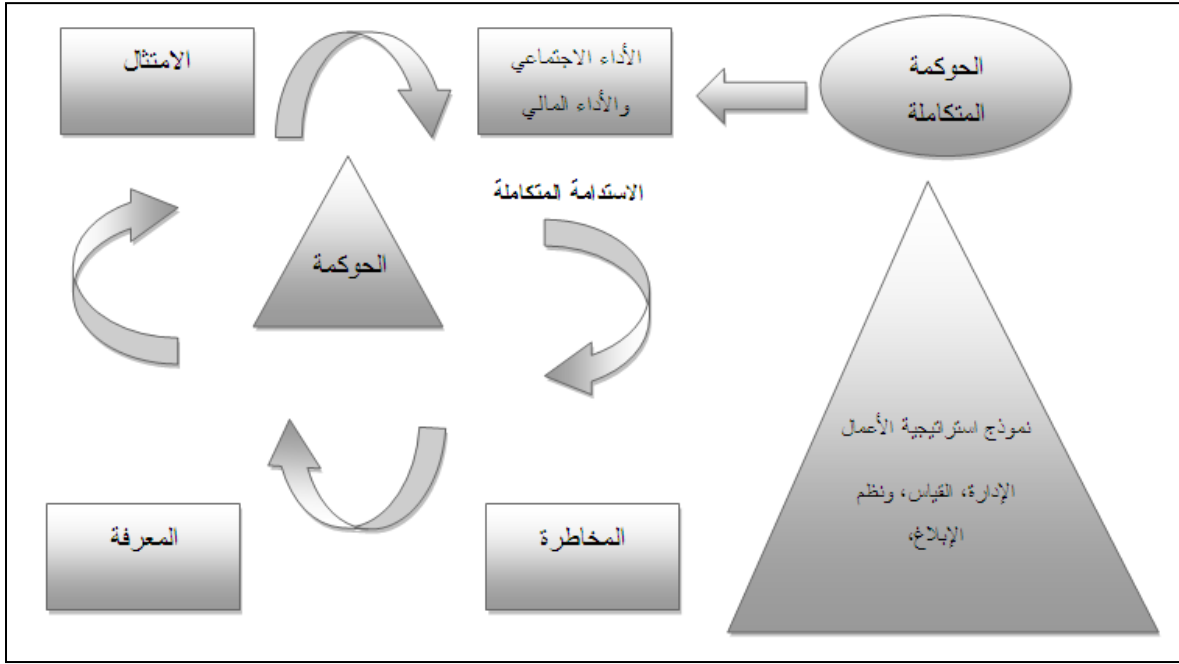 الحوكمة
المتكاملة
الأداء الاجتماعي
والأداء المالي
الامتثال
الاستدامة المتكاملة
الحوكمة
نموذج استراتيجية الأعمال
الإدارة، القياس، ونظم
الإبلاغ،
المخاطرة
المعرفة